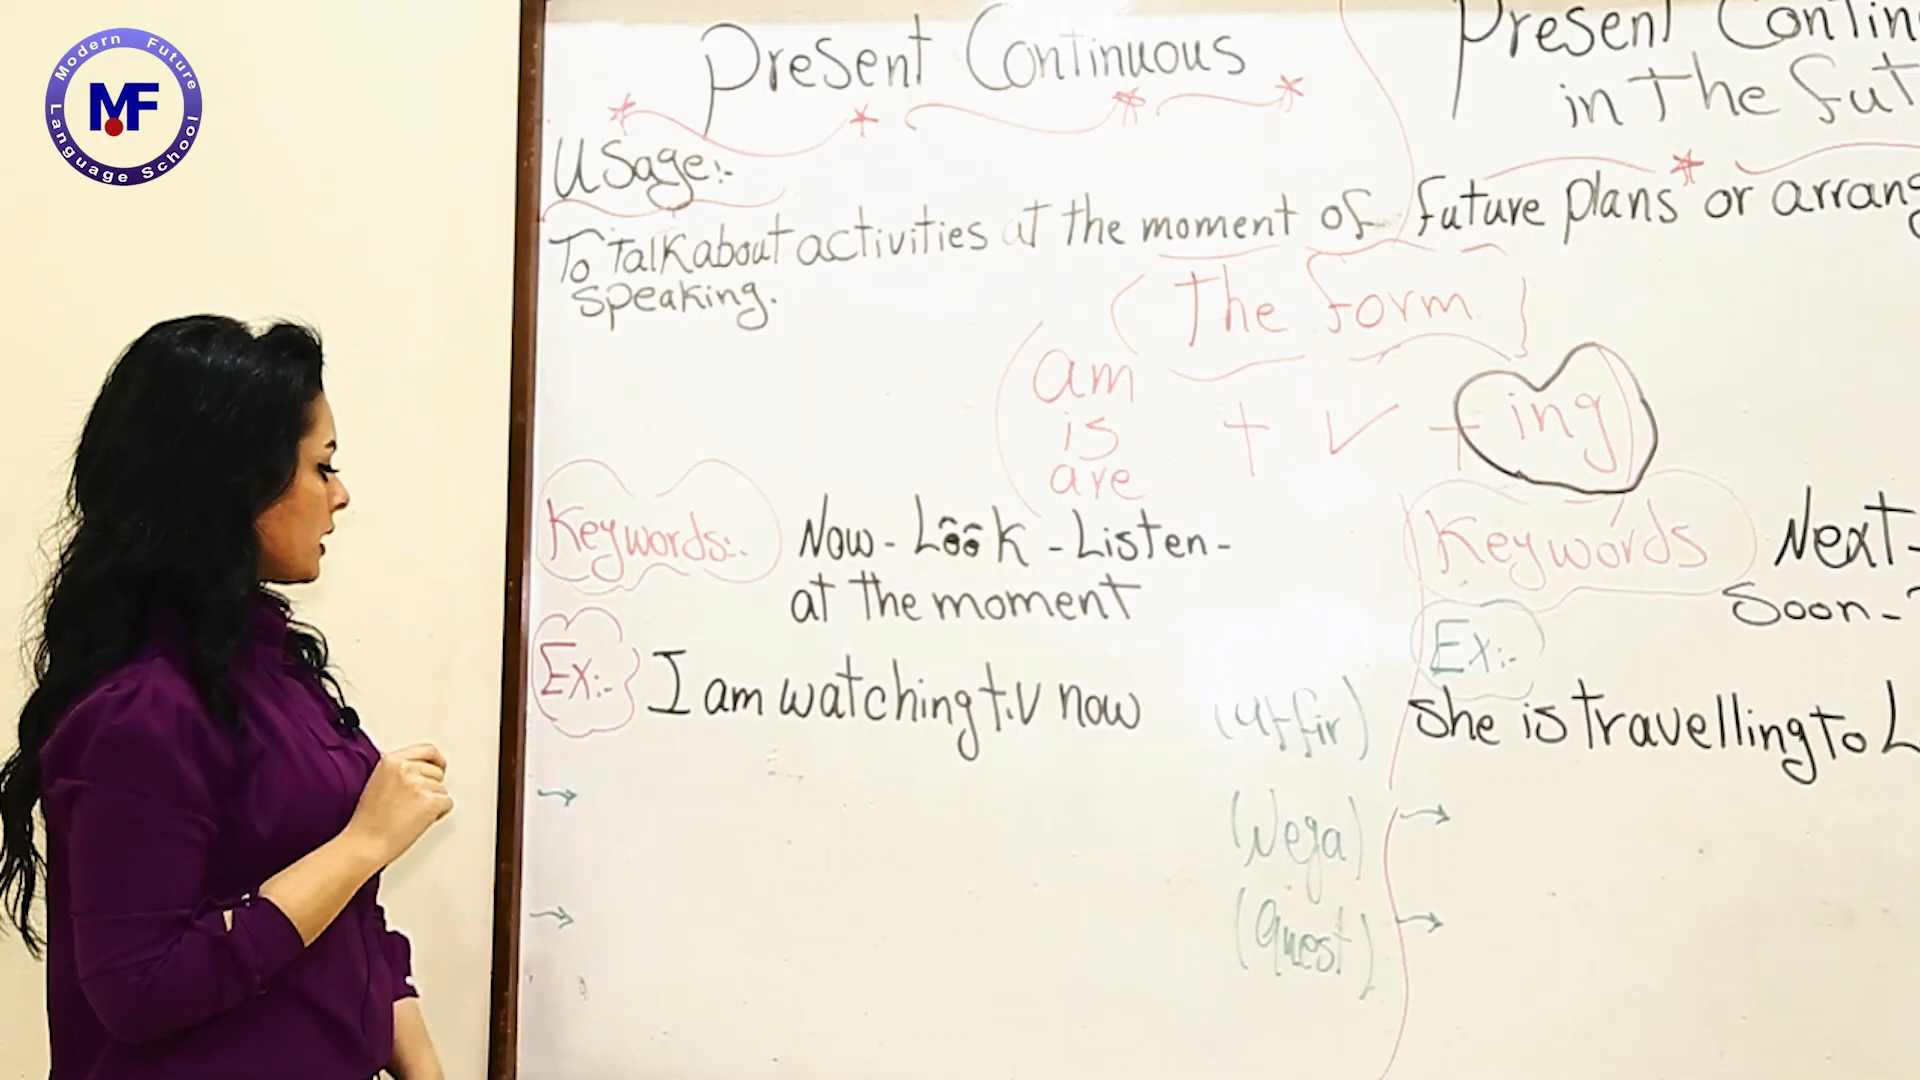 Modern Future
MF
Language School
Present Continuous
Usage:-
To Talk about activities at the moment of
speaking.
Present Contin
in The fut
future plans or arrang
The form
am
is + V + ing
are
Keywords:- Now - Look - Listen -
at the moment
Ex:- I am watching t.v now (Affir)
(Nega)
(Quest)
Keywords Next-
Soon -
Ex:-
She is travelling to L